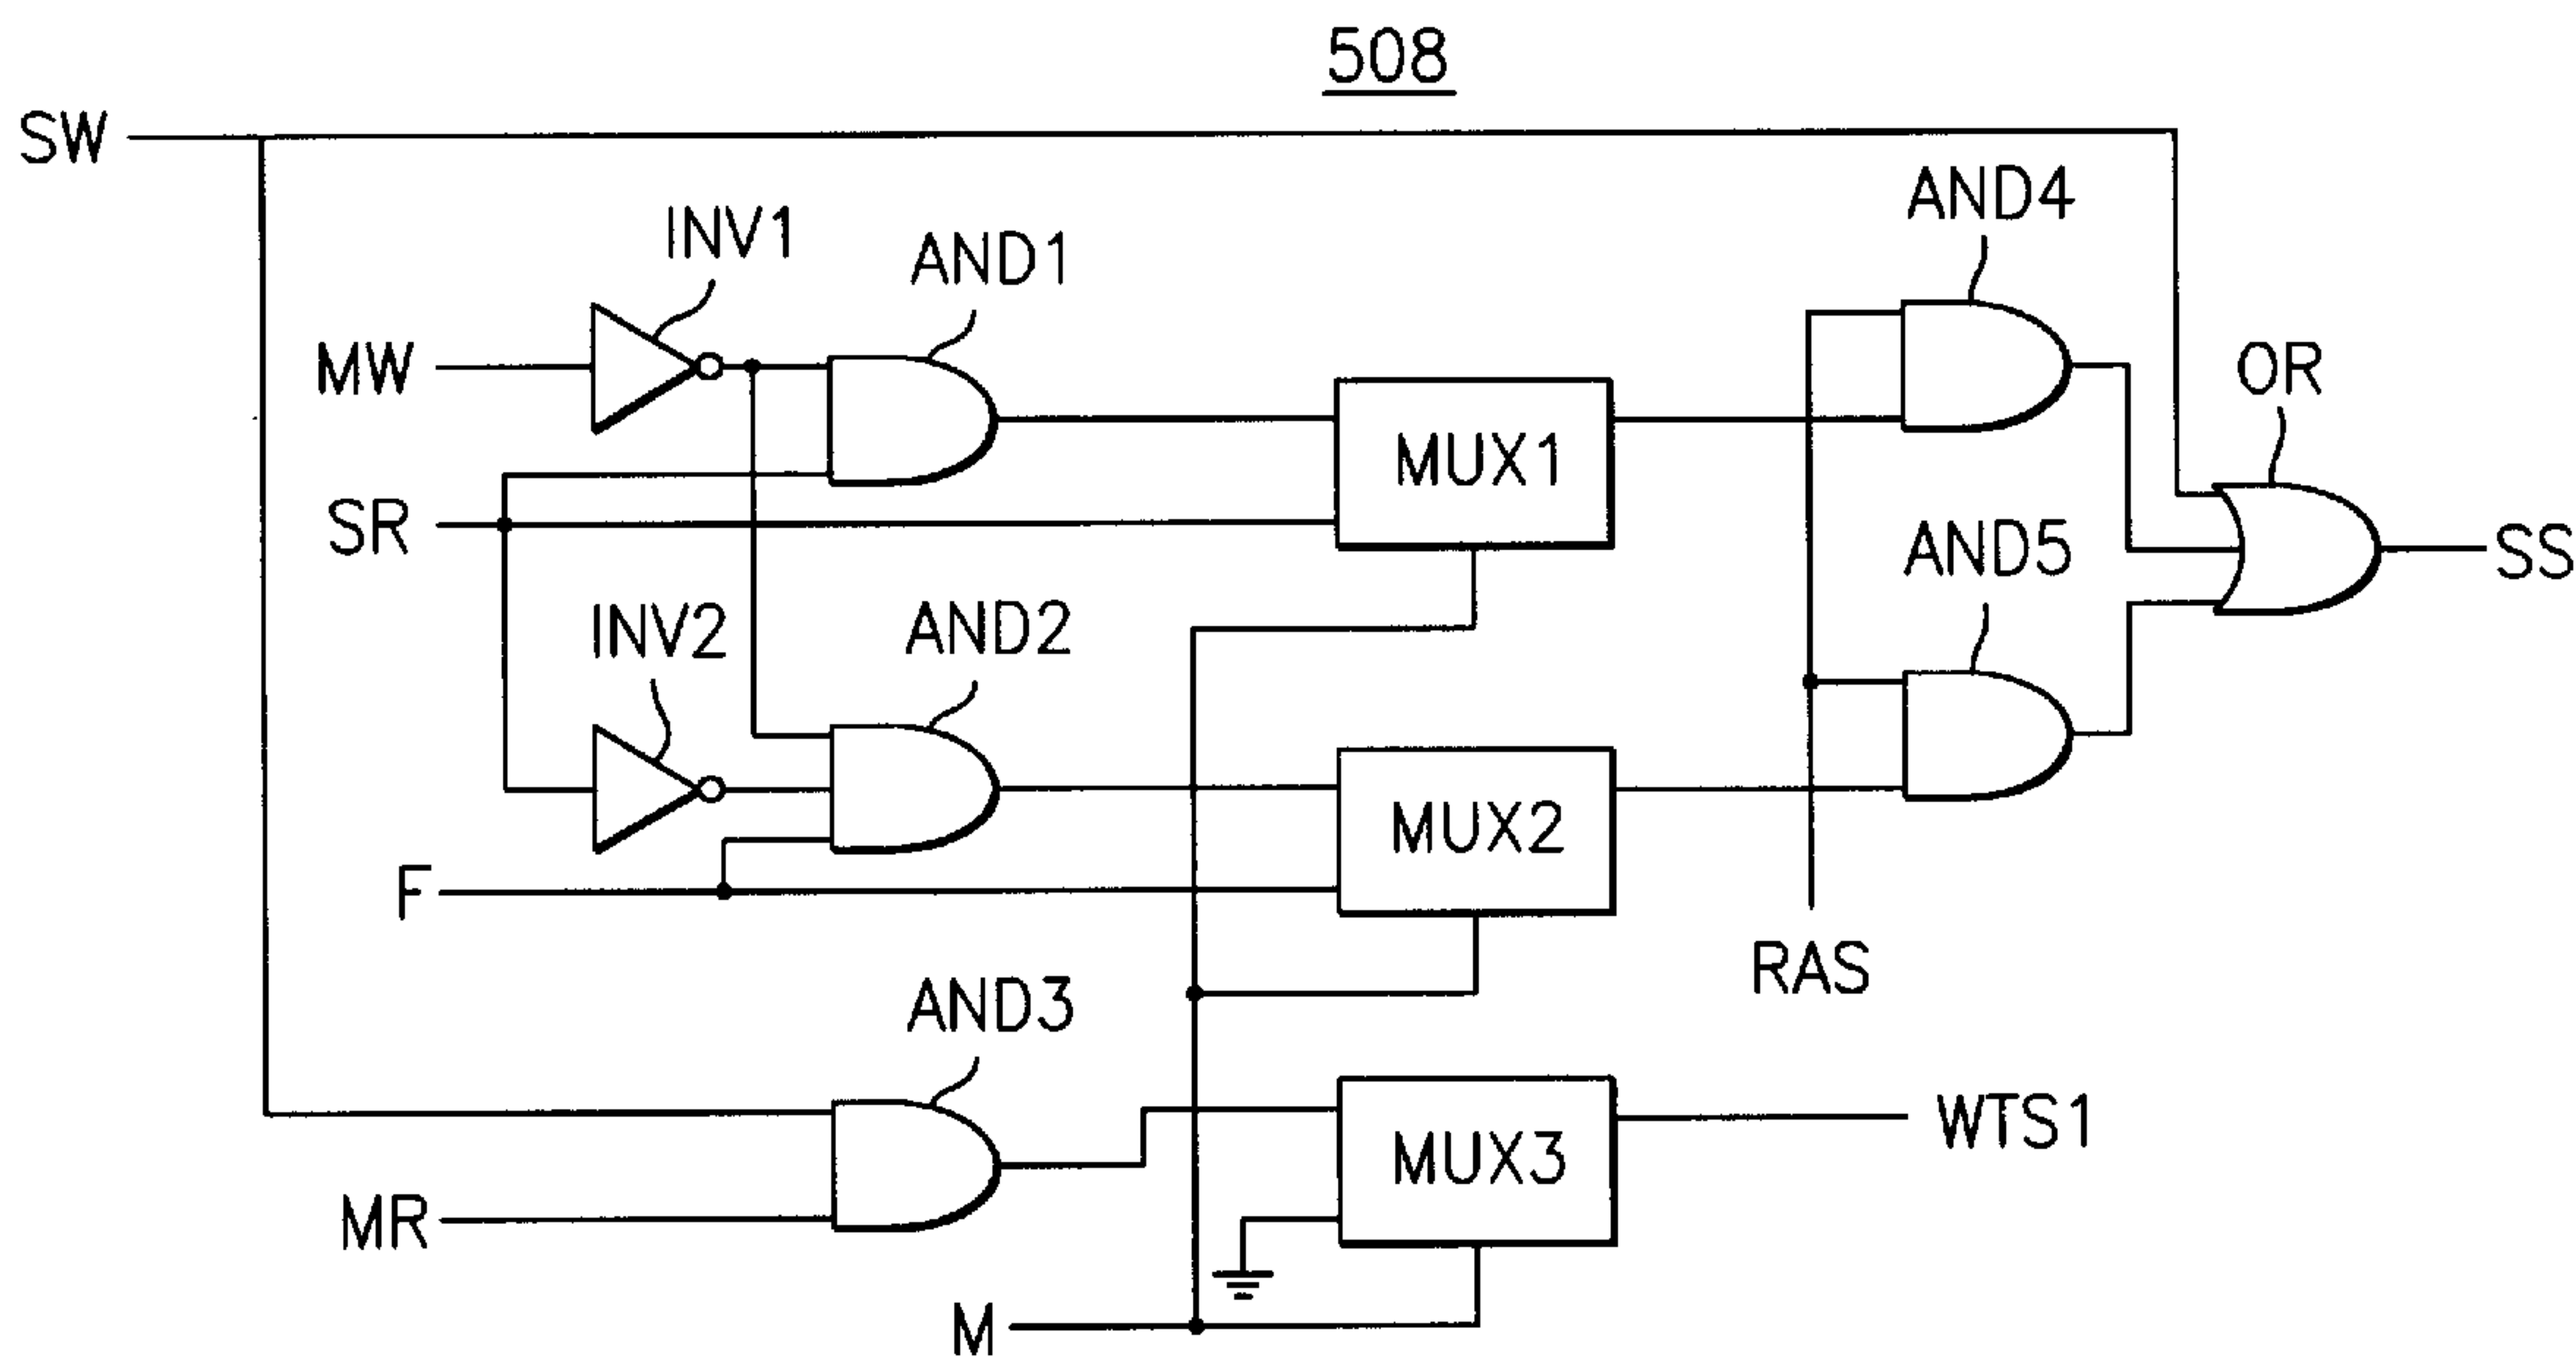 508
SW
AND4
INV1
AND1
MW
OR
MUX1
SR
SS
AND5
INV2
AND2
MUX2
F
RAS
AND3
WTS1
MUX3
MR
M